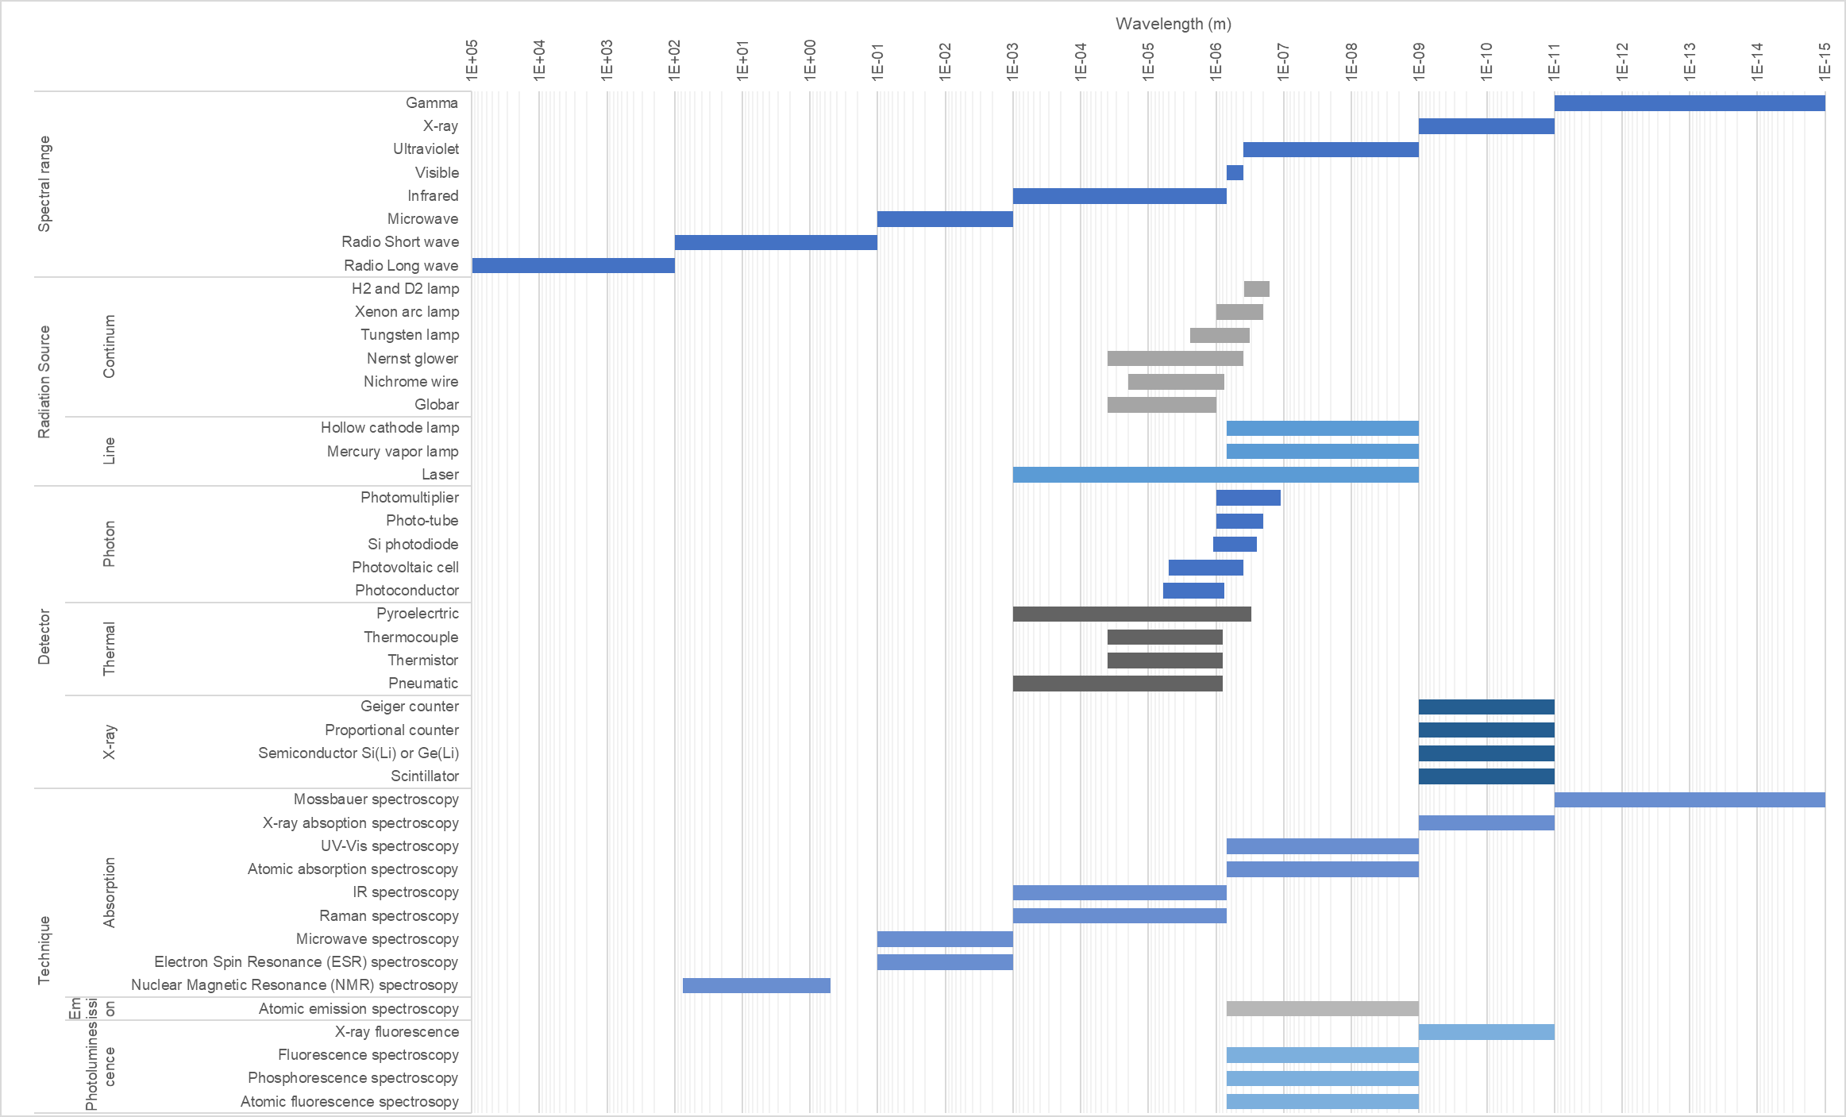 Wavelength (m)
1E+05 1E+04 1E+03 1E+02 1E+01 1E+00 1E-01 1E-02 1E-03 1E-04 1E-05 1E-06 1E-07 1E-08 1E-09 1E-10 1E-11 1E-12 1E-13 1E-14 1E-15
Spectral range
Gamma
X-ray
Ultraviolet
Visible
Infrared
Microwave
Radio Short wave
Radio Long wave
Radiation Source
Continuum
H2 and D2 lamp
Xenon arc lamp
Tungsten lamp
Nernst glower
Nichrome wire
Globar
Line
Hollow cathode lamp
Mercury vapor lamp
Laser
Detector
Photon
Photomultiplier
Photo-tube
Si photodiode
Photovoltaic cell
Photoconductor
Thermal
Pyroelecrtric
Thermocouple
Thermistor
Pneumatic
X-ray
Geiger counter
Proportional counter
Semiconductor Si(Li) or Ge(Li)
Scintillator
Technique
Absorption
Mossbauer spectroscopy
X-ray absoption spectroscopy
UV-Vis spectroscopy
Atomic absorption spectroscopy
IR spectroscopy
Raman spectroscopy
Microwave spectroscopy
Electron Spin Resonance (ESR) spectroscopy
Nuclear Magnetic Resonance (NMR) spectrosopy
Em
issi
on
Atomic emission spectroscopy
Photolumines
cence
X-ray fluorescence
Fluorescence spectroscopy
Phosphorescence spectroscopy
Atomic fluorescence spectrosopy